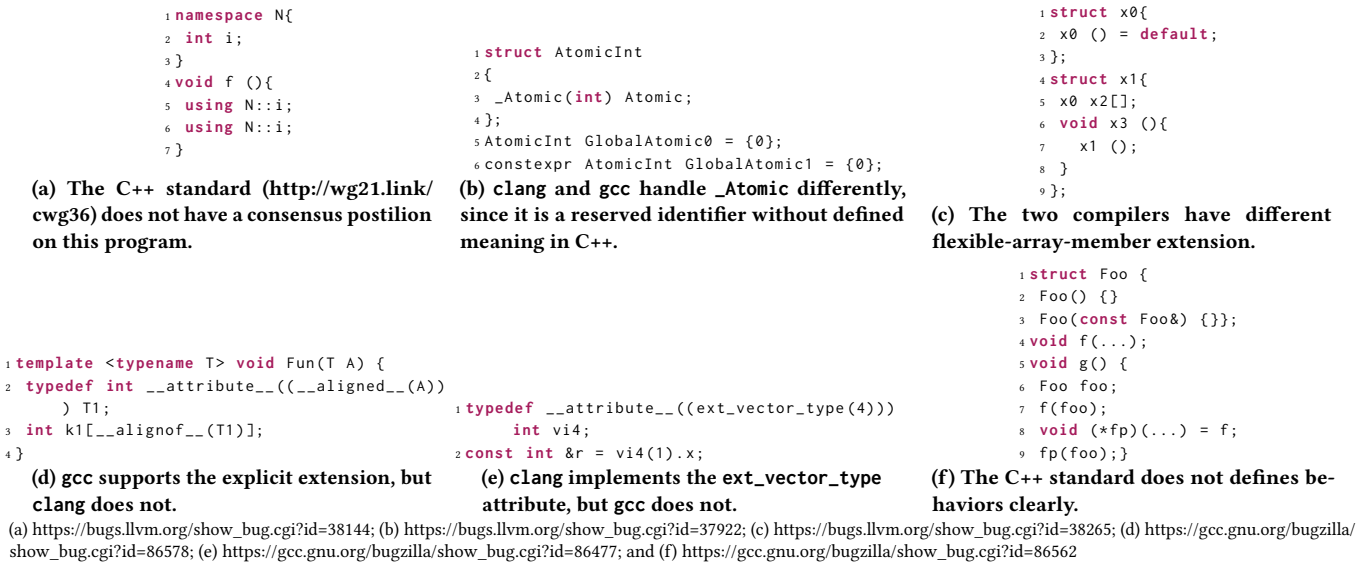 1 namespace N{
2 int i;
3 }
4 void f (){
5 using N::i;
6 using N::i;
7 }
(a) The C++ standard (http://wg21.link/
cwg36) does not have a consensus postilion
on this program.
1 struct AtomicInt
2 {
3 _Atomic(int) Atomic;
4 };
5 AtomicInt GlobalAtomic0 = {0};
6 constexpr AtomicInt GlobalAtomic1 = {0};
(b) clang and gcc handle _Atomic differently,
since it is a reserved identifier without defined
meaning in C++.
1 struct x0{
2 x0 () = default;
3 };
4 struct x1{
5 x0 x2[];
6 void x3 (){
7 x1 ();
8 }
9 };
(c) The two compilers have different
flexible-array-member extension.
1 template <typename T> void Fun(T A) {
2 typedef int __attribute__((__aligned__(A))
) T1;
3 int k1[__alignof__(T1)];
4 }
(d) gcc supports the explicit extension, but
clang does not.
1 typedef __attribute__((ext_vector_type(4)))
int vi4;
2 const int &r = vi4(1).x;
(e) clang implements the ext_vector_type
attribute, but gcc does not.
1 struct Foo {
2 Foo() {}
3 Foo(const Foo&) {}};
4 void f(...);
5 void g() {
6 Foo foo;
7 f(foo);
8 void (*fp)(...) = f;
9 fp(foo);}
(f) The C++ standard does not defines be-
haviors clearly.
(a) https://bugs.llvm.org/show_bug.cgi?id=38144; (b) https://bugs.llvm.org/show_bug.cgi?id=37922; (c) https://bugs.llvm.org/show_bug.cgi?id=38265; (d) https://gcc.gnu.org/bugzilla/
show_bug.cgi?id=86578; (e) https://gcc.gnu.org/bugzilla/show_bug.cgi?id=86477; and (f) https://gcc.gnu.org/bugzilla/show_bug.cgi?id=86562